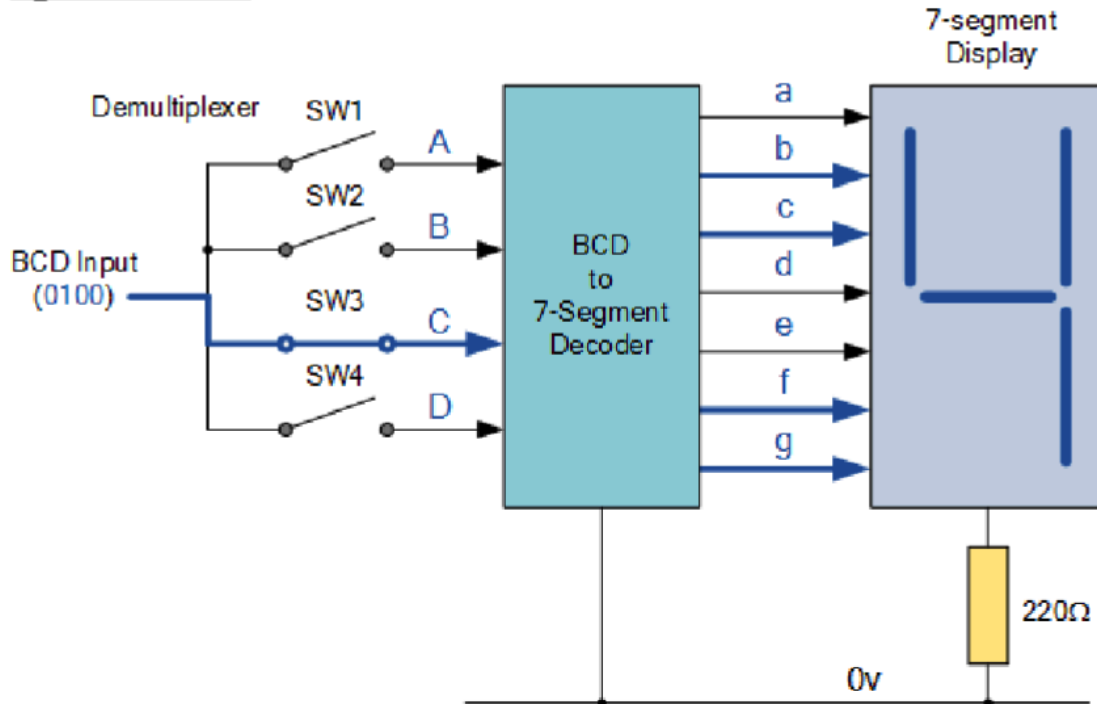 7-segment
Display
Demultiplexer
SW1
A
SW2
B
BCD Input
(0100)
SW3
C
SW4
D
BCD
to
7-Segment
Decoder
a
b
c
d
e
f
g
220Ω
0v